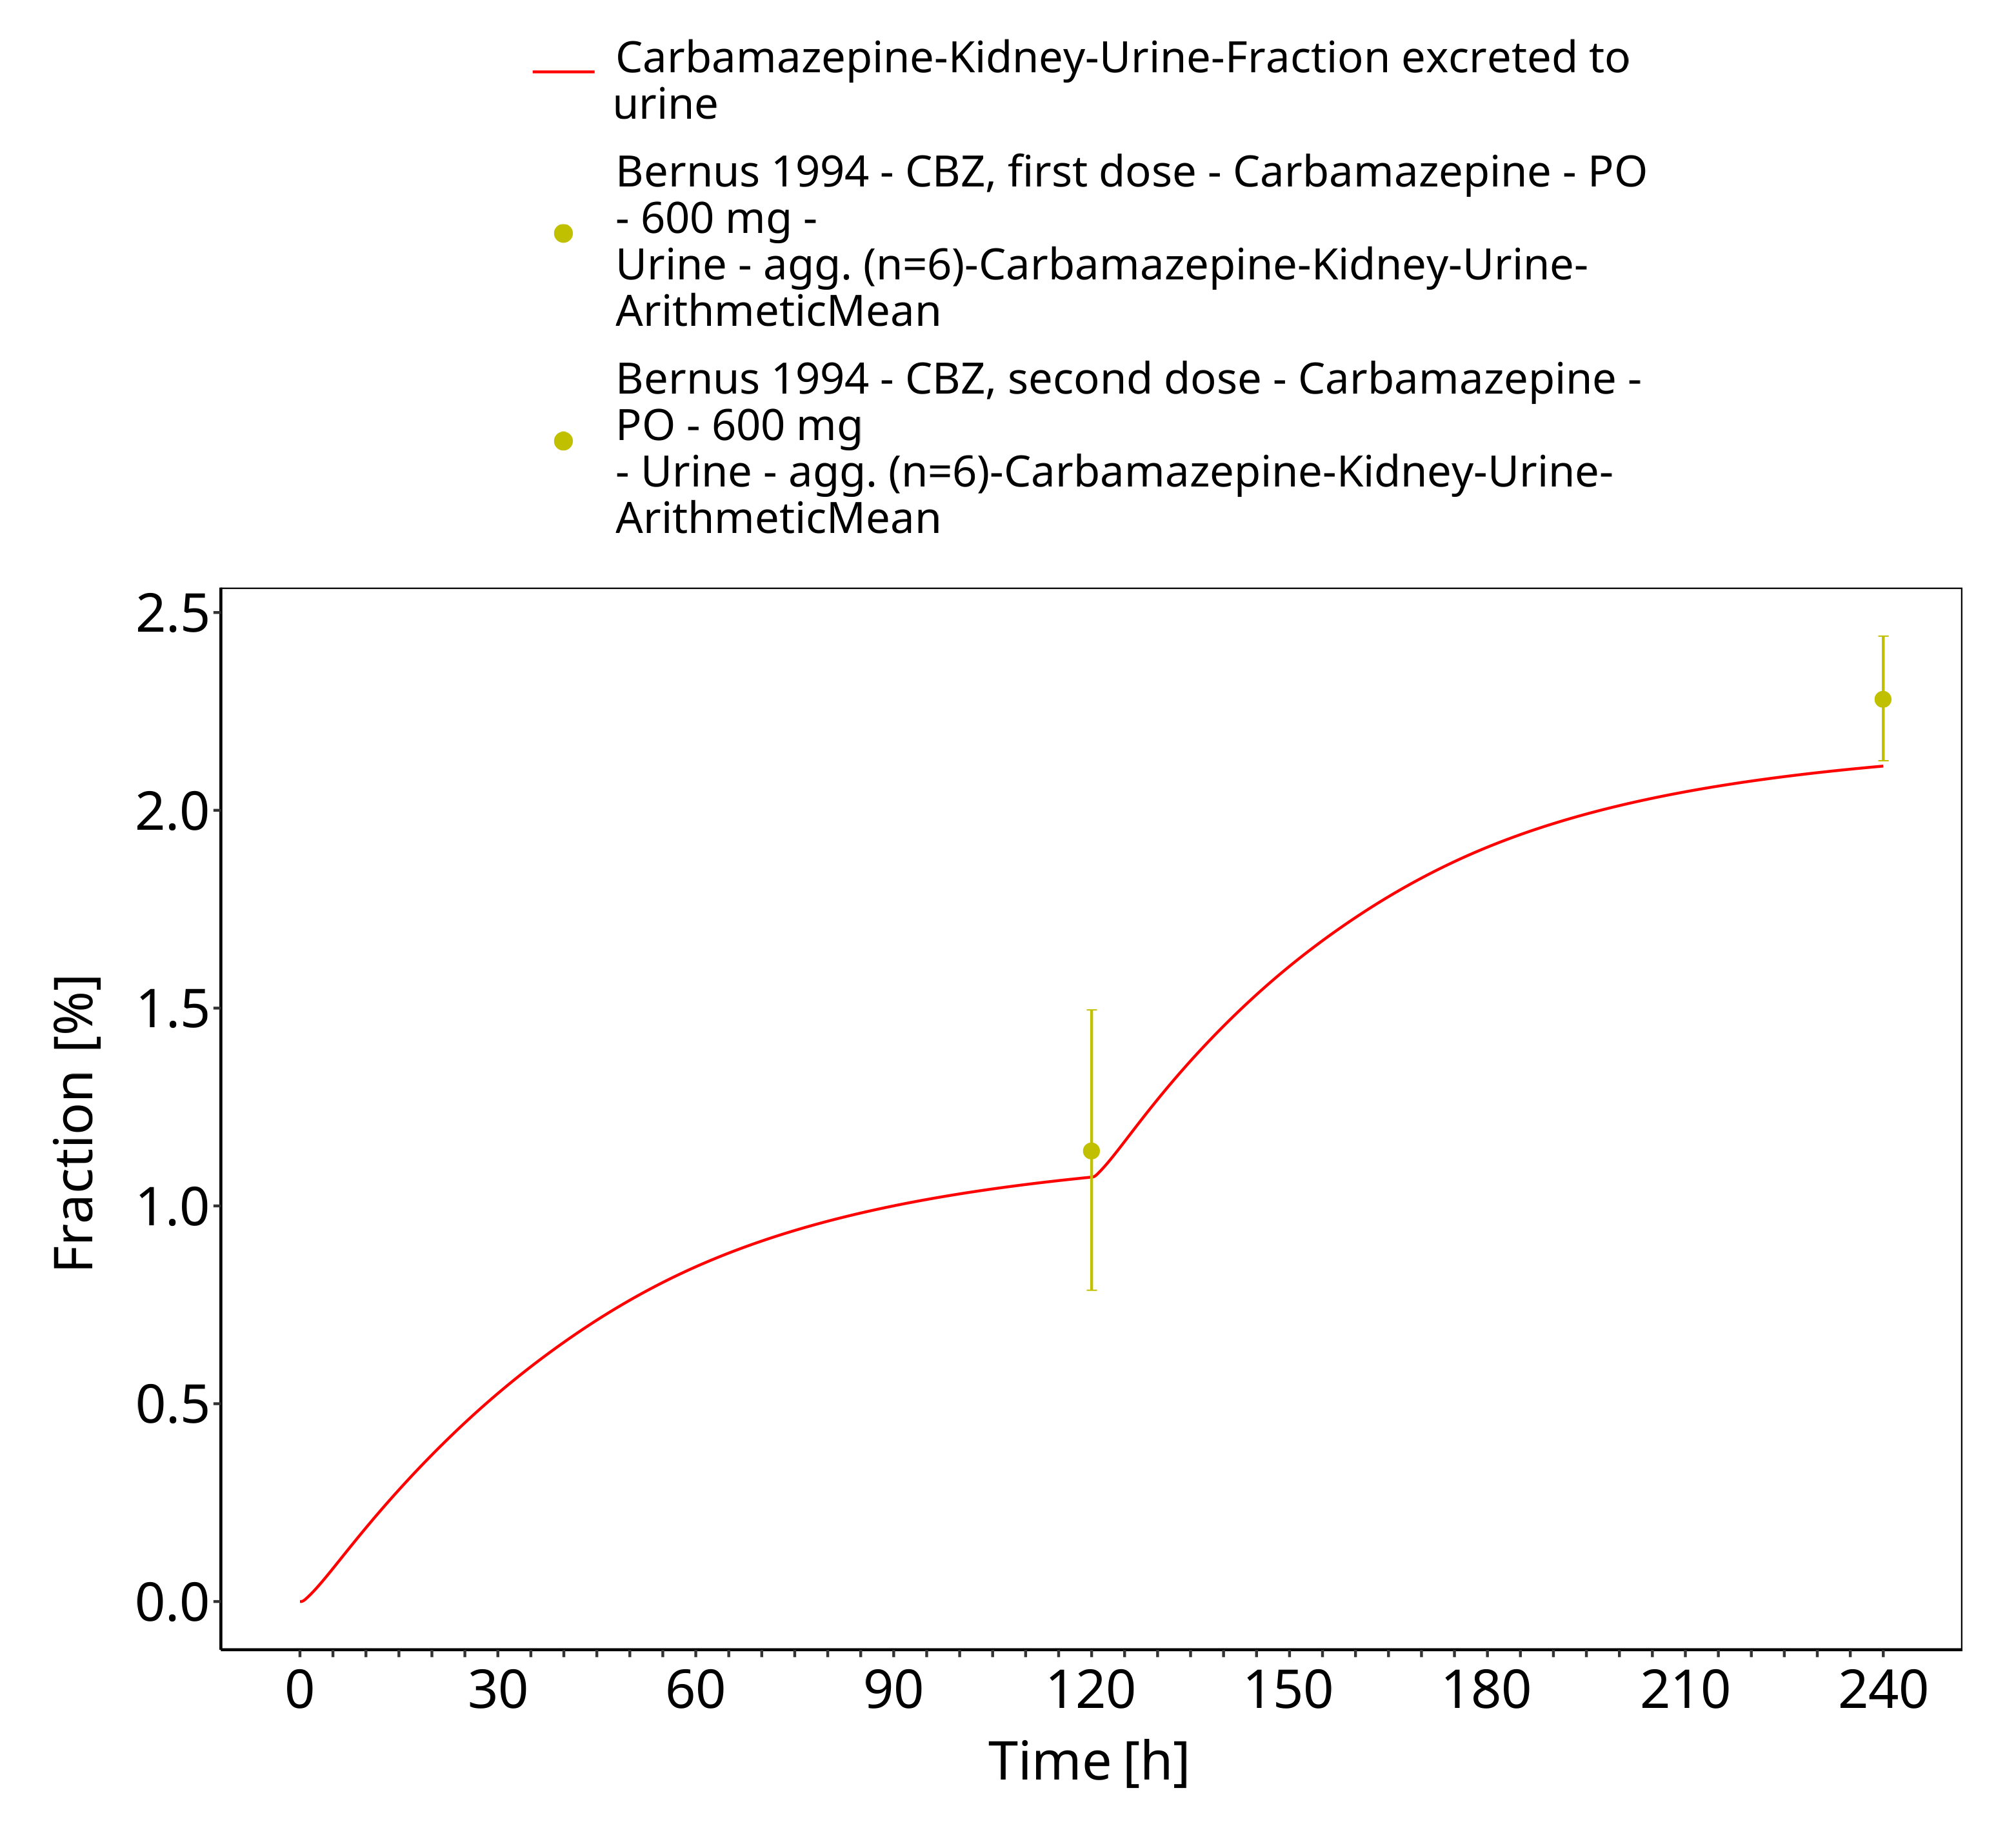 Carbamazepine-Kidney-Urine-Fraction excreted to
urine
Bernus 1994 - CBZ, first dose - Carbamazepine - PO
- 600 mg -
Urine - agg. (n=6)-Carbamazepine-Kidney-Urine-
ArithmeticMean
Bernus 1994 - CBZ, second dose - Carbamazepine -
PO - 600 mg
- Urine - agg. (n=6)-Carbamazepine-Kidney-Urine-
ArithmeticMean
2.5
2.0
1.5
1.0
0.5
0.0
Fraction [%]
0 30 60 90 120 150 180 210 240
Time [h]